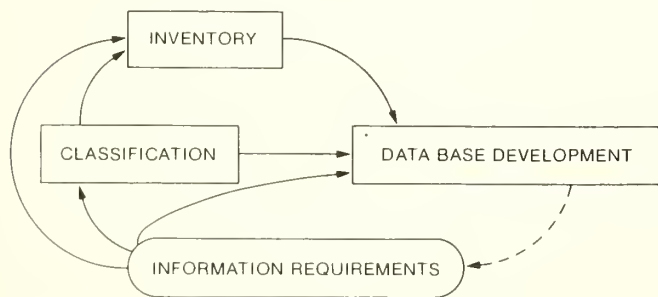 INVENTORY
CLASSIFICATION
DATA BASE DEVELOPMENT
INFORMATION REQUIREMENTS